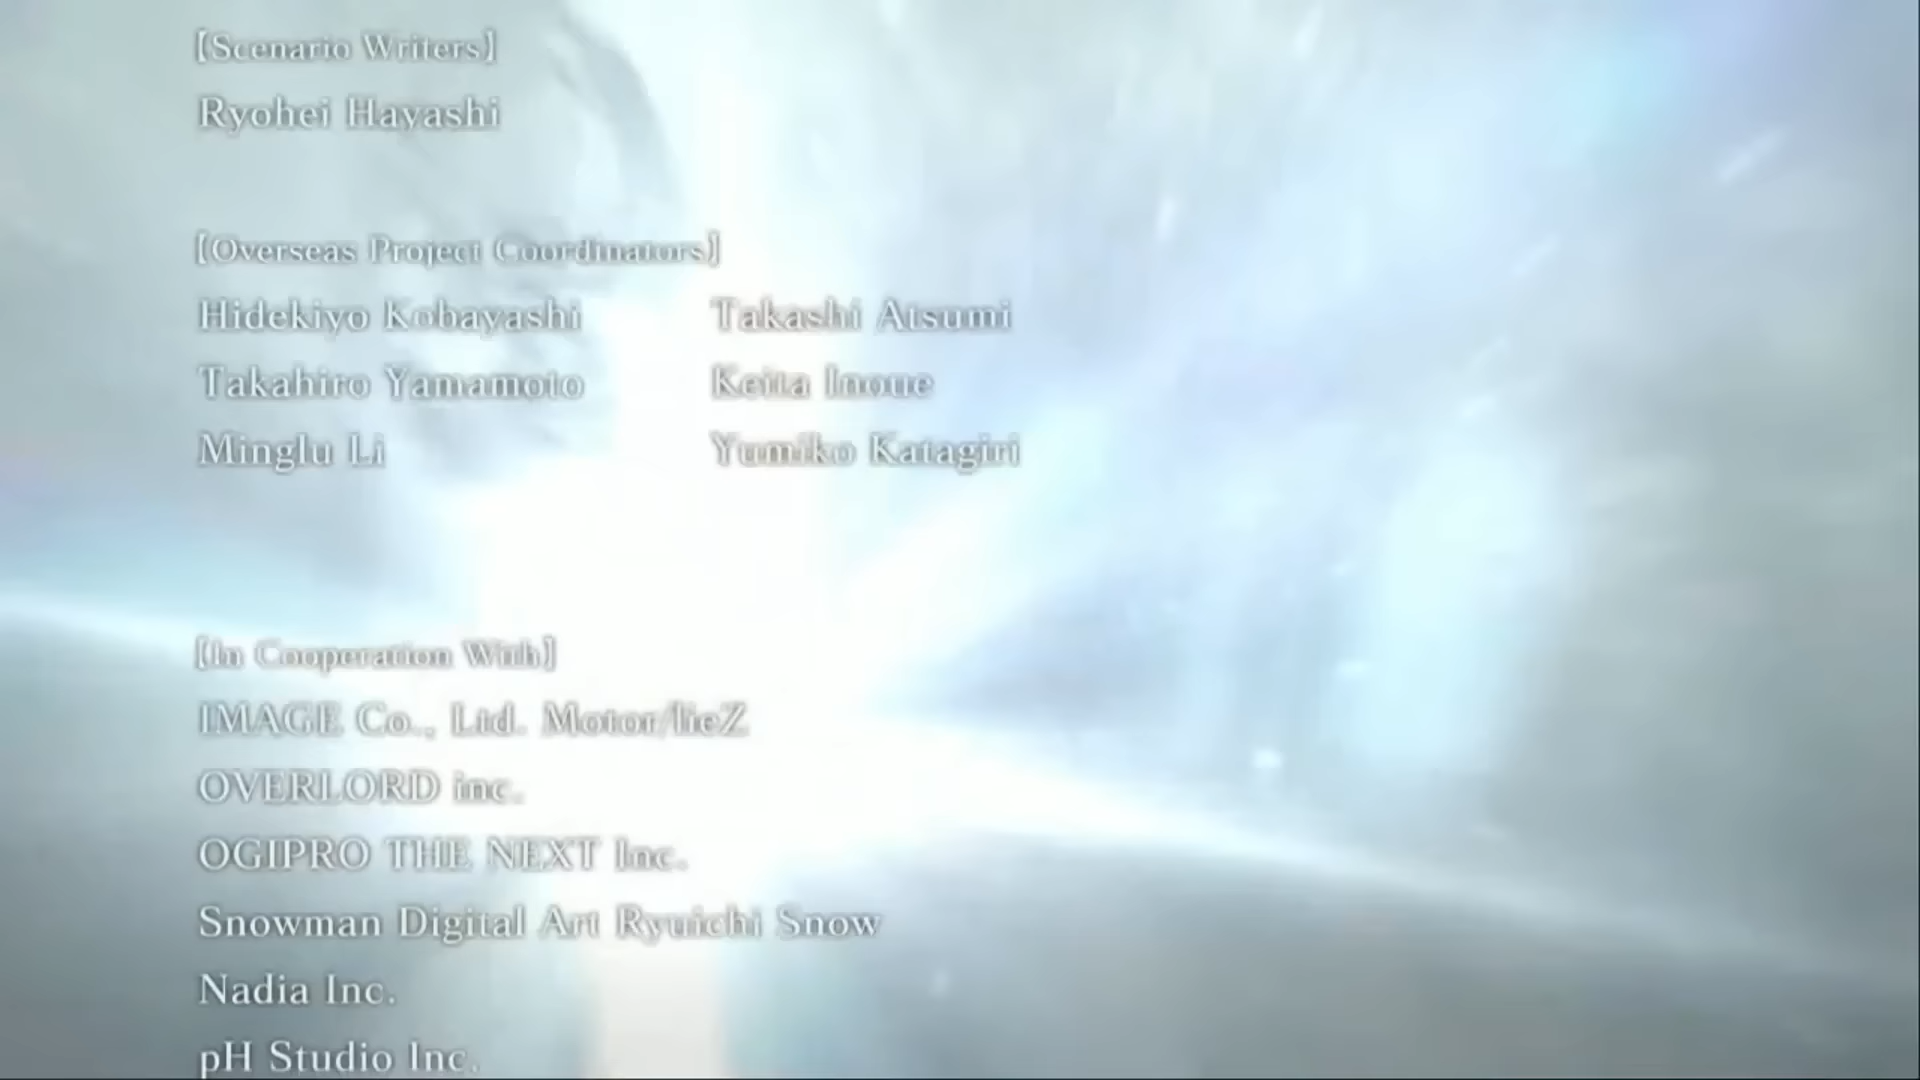 【Scenario Writers】
Ryohei Hayashi
【Overseas Project Coordinators】
Hidekiyo Kobayashi Takashi Atsumi
Takahiro Yamamoto Keita Inoue
Minglu Li Yumiko Katagiri
【In Cooperation With】
IMAGE Co., Ltd. Motor/lieZ
OVERLORD inc.
OGIPRO THE NEXT Inc.
Snowman Digital Art Ryuichi Snow
Nadia Inc.
pH Studio Inc.